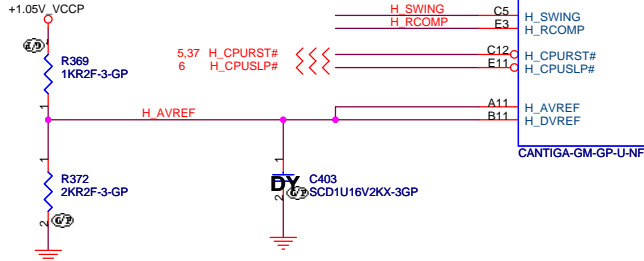 +1.05V_VCCP
H_SWING C5 H_SWING
H_RCOMP E3 H_RCOMP
G/P
R369
1KR2F-3-GP
5,37 H_CPURST# C12 H_CPURST#
6 H_CPUSLP# E11 H_CPUSLP#
1
H_AVREF A11 H_AVREF
B11 H_DVREF
CANTIGA-GM-GP-U-NF
1 1
R372
2KR2F-3-GP
C403
DY
SCD1U16V2KX-3GP
2 G/P
2 G/P